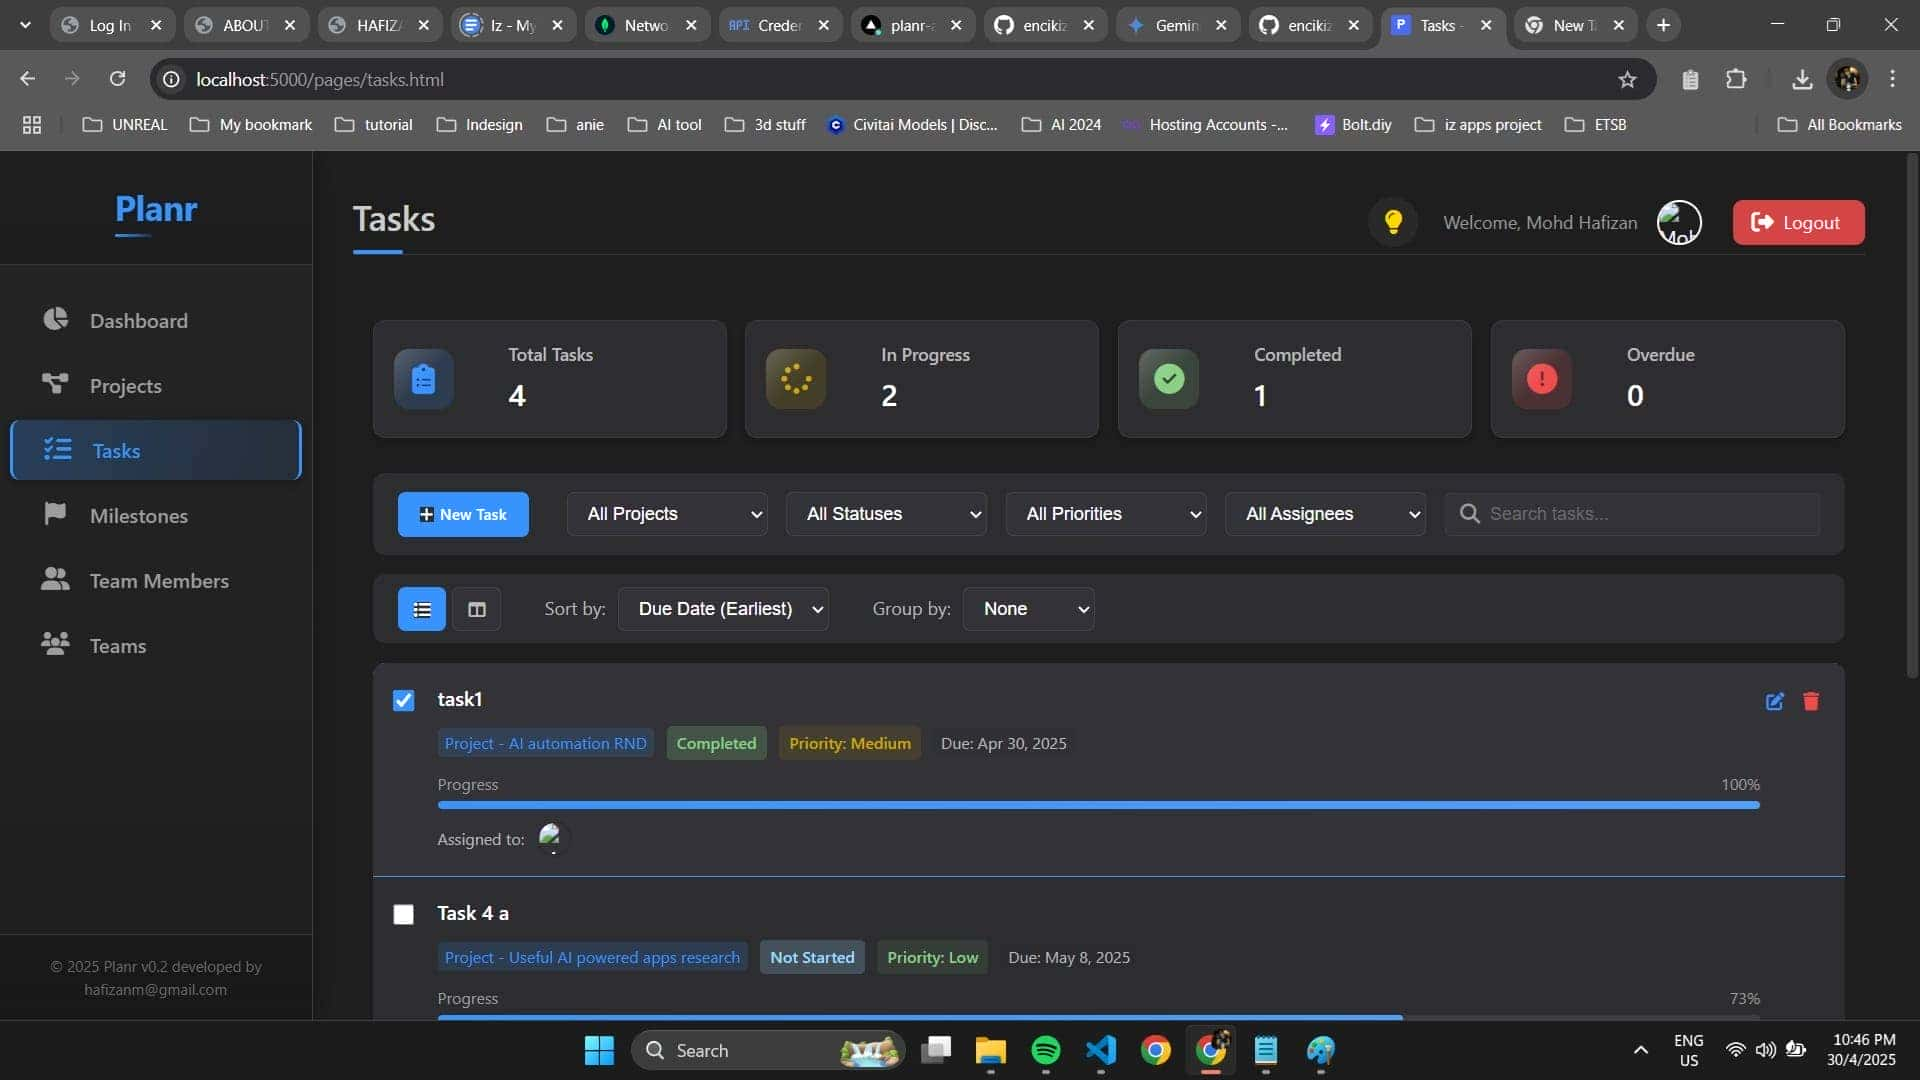 Log In
ABOUT
HAFIZA
Iz - My
Netwo
API Creden
planr-a
encikiz
Gemin
encikiz
P Tasks -
New T
localhost:5000/pages/tasks.html
UNREAL
My bookmark
tutorial
Indesign
anie
AI tool
3d stuff
Civitai Models | Disc...
AI 2024
Hosting Accounts -...
Bolt.diy
iz apps project
ETSB
All Bookmarks
Planr
Tasks
Welcome, Mohd Hafizan
Moh
Logout
Dashboard
Projects
Tasks
Milestones
Team Members
Teams
Total Tasks
4
In Progress
2
Completed
1
Overdue
0
New Task
All Projects
All Statuses
All Priorities
All Assignees
Search tasks...
Sort by:
Due Date (Earliest)
Group by:
None
task1
Project - AI automation RND
Completed
Priority: Medium
Due: Apr 30, 2025
Progress
100%
Assigned to:
Task 4 a
Project - Useful AI powered apps research
Not Started
Priority: Low
Due: May 8, 2025
Progress
73%
© 2025 Planr v0.2 developed by
hafizanm@gmail.com
Search
ENG
US
10:46 PM
30/4/2025